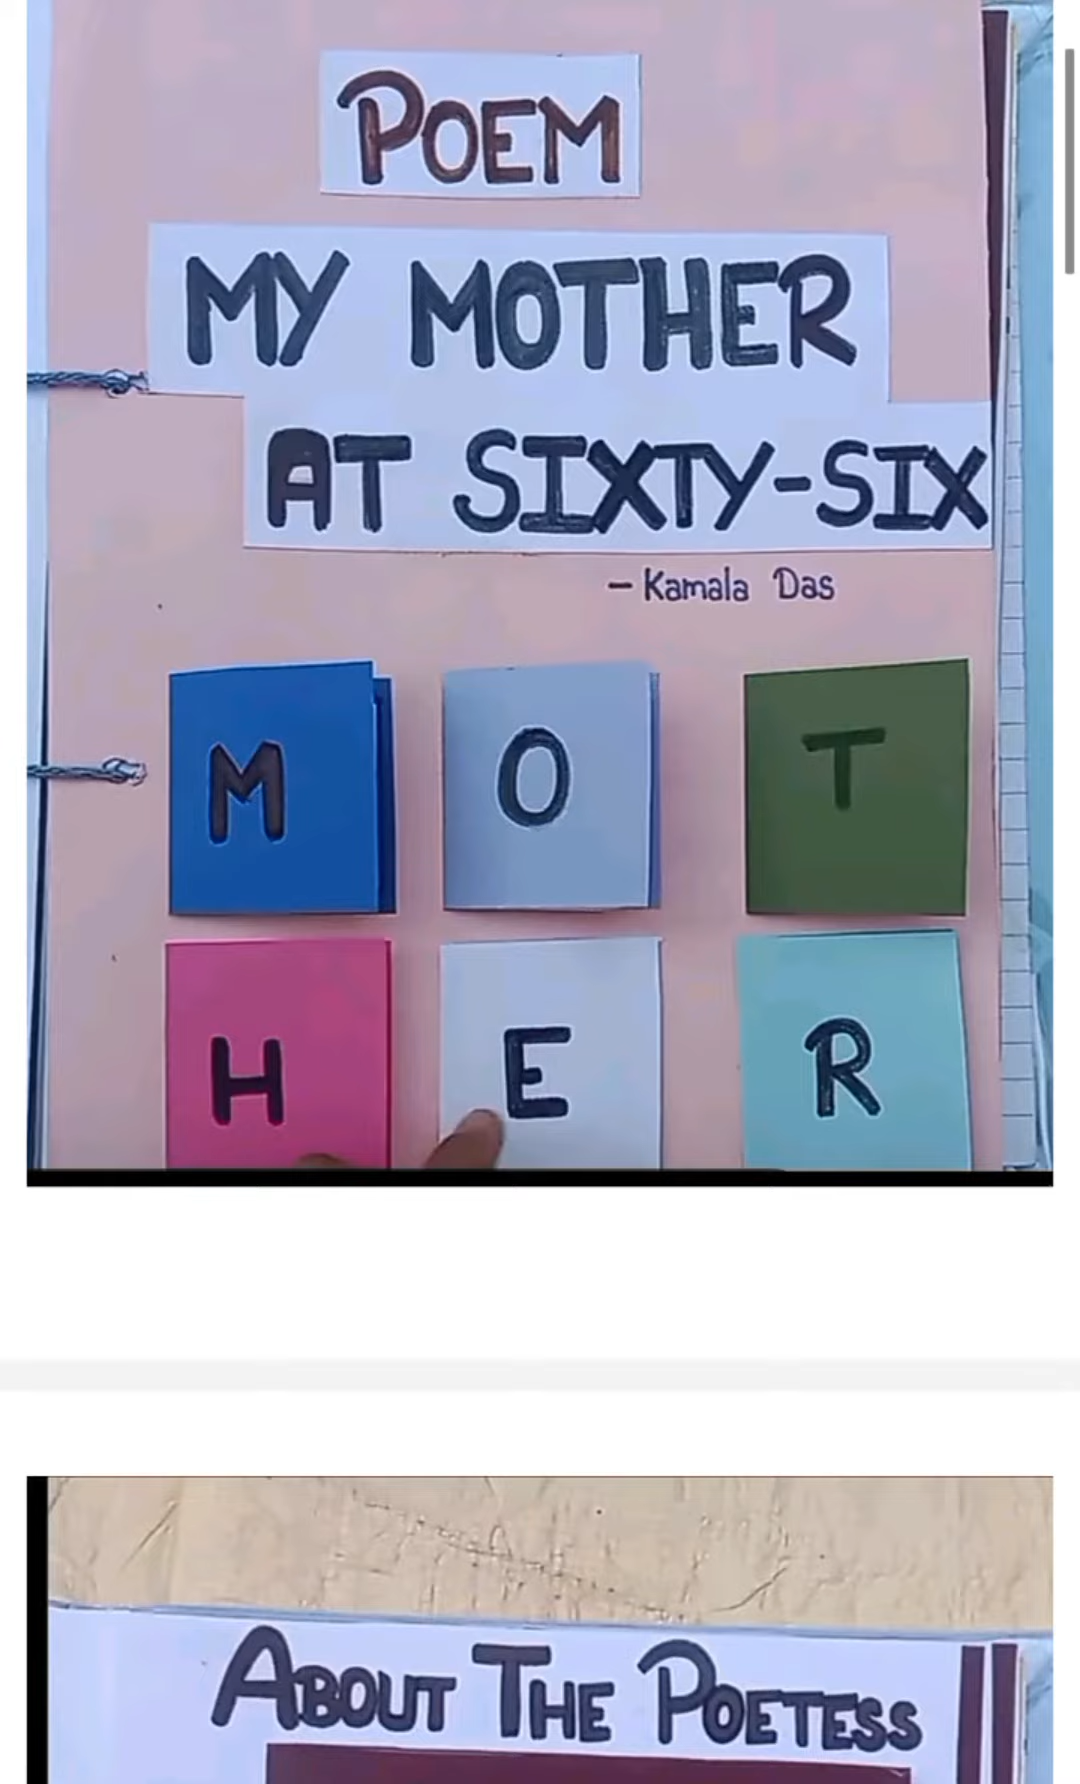 POEM
MY MOTHER
AT SIXTY-SIX
- Kamala Das
M O T
H E R
ABOUT THE POETESS